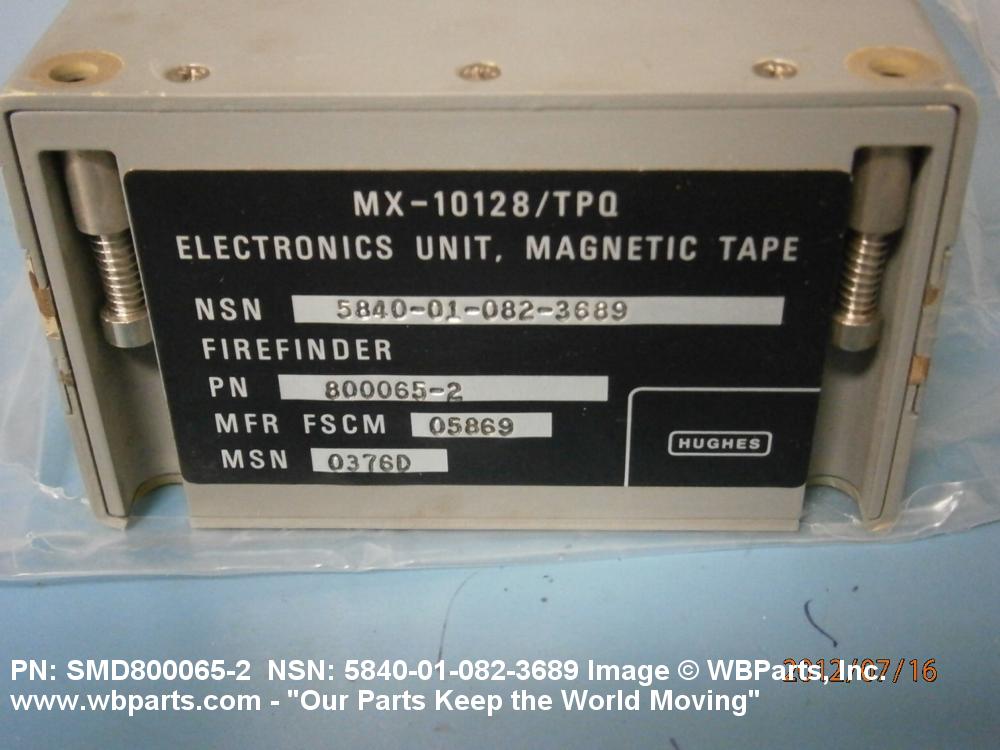 MX-10128/TPQ
ELECTRONICS UNIT, MAGNETIC TAPE
NSN 5840-01-082-3689
FIREFINDER
PN 800065-2
MFR FSCM 05869
MSN 0376D
HUGHES
PN: SMD800065-2 NSN: 5840-01-082-3689 Image © WBParts, Inc.
2012/07/16
www.wbparts.com - "Our Parts Keep the World Moving"